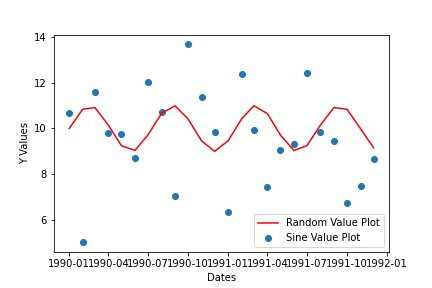 14
12
10
8
6
Y Values
Random Value Plot
Sine Value Plot
1990-01 1990-04 1990-07 1990-10 1991-01 1991-04 1991-07 1991-10 1992-01
Dates